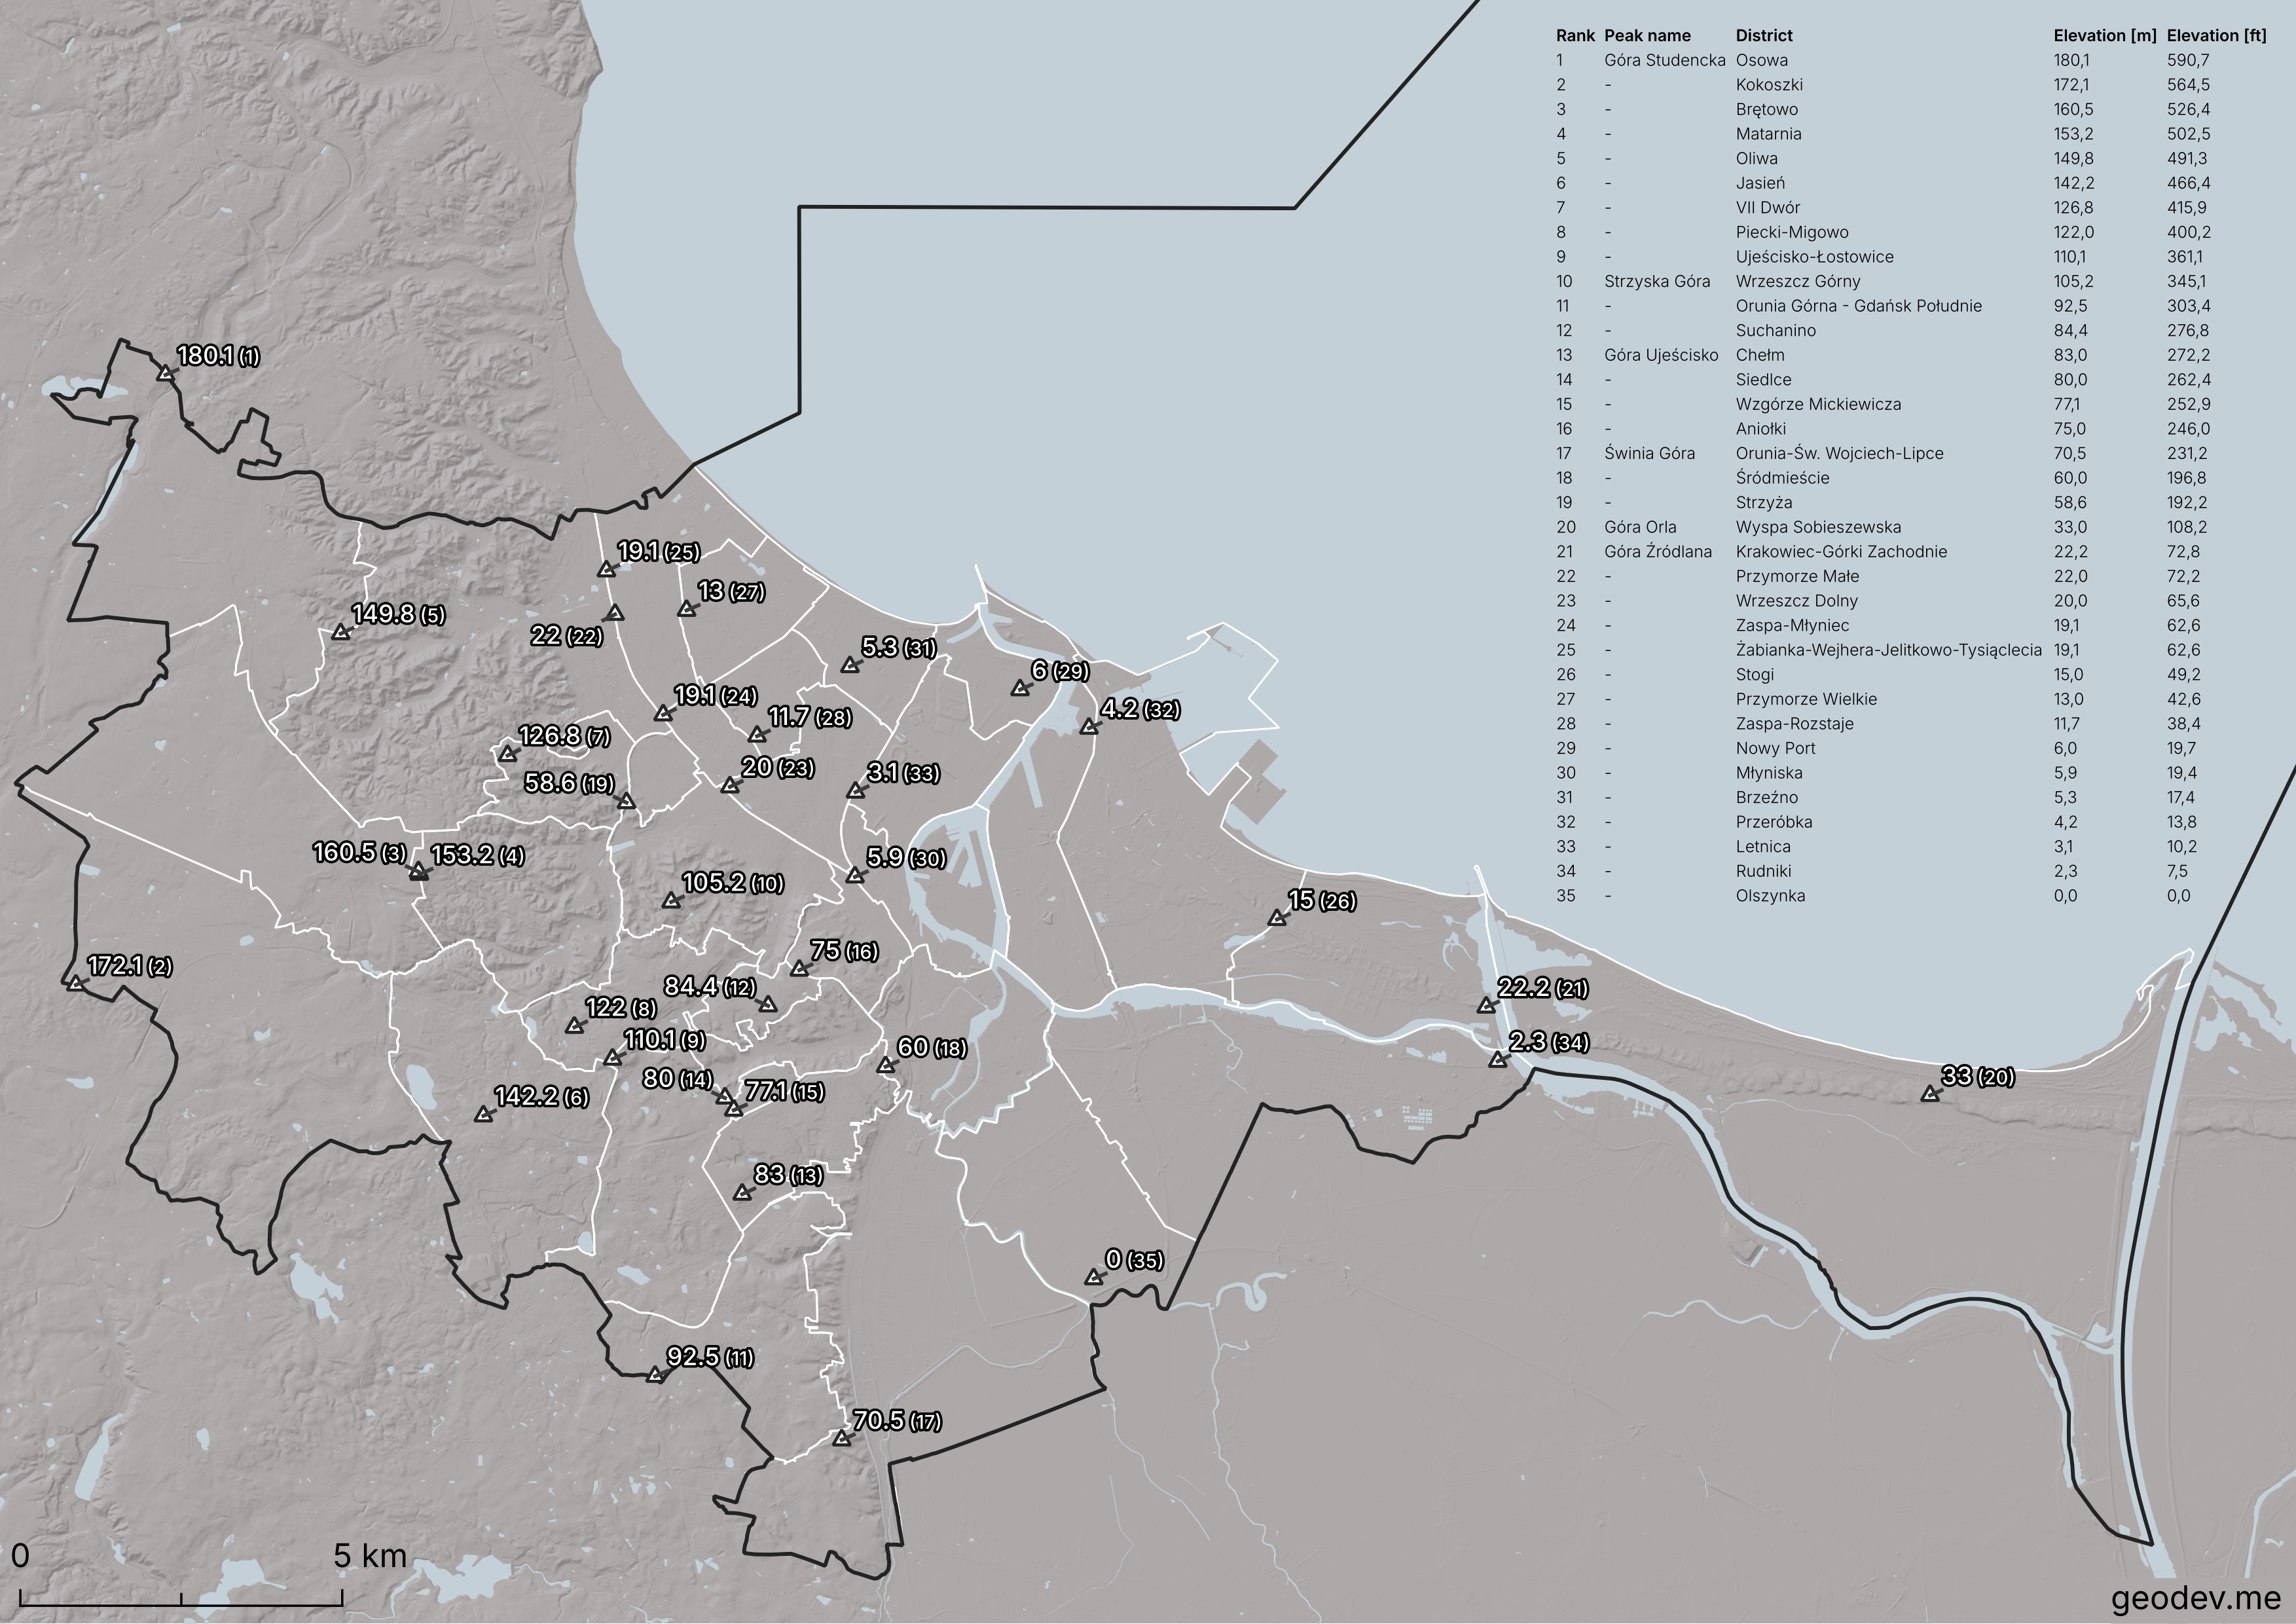 Rank Peak name District Elevation [m] Elevation [ft]
1 Góra Studencka Osowa 180,1 590,7
2 - Kokoszki 172,1 564,5
3 - Brętowo 160,5 526,4
4 - Matarnia 153,2 502,5
5 - Oliwa 149,8 491,3
6 - Jasień 142,2 466,4
7 - VII Dwór 126,8 415,9
8 - Piecki-Migowo 122,0 400,2
9 - Ujeścisko-Łostowice 110,1 361,1
10 Strzyska Góra Wrzeszcz Górny 105,2 345,1
11 - Orunia Górna - Gdańsk Południe 92,5 303,4
12 - Suchanino 84,4 276,8
13 Góra Ujeścisko Chełm 83,0 272,2
14 - Siedlce 80,0 262,4
15 - Wzgórze Mickiewicza 77,1 252,9
16 - Aniołki 75,0 246,0
17 Świnia Góra Orunia-Św. Wojciech-Lipce 70,5 231,2
18 - Śródmieście 60,0 196,8
19 - Strzyża 58,6 192,2
20 Góra Orla Wyspa Sobieszewska 33,0 108,2
21 Góra Źródlana Krakowiec-Górki Zachodnie 22,2 72,8
22 - Przymorze Małe 22,0 72,2
23 - Wrzeszcz Dolny 20,0 65,6
24 - Zaspa-Młyniec 19,1 62,6
25 - Żabianka-Wejhera-Jelitkowo-Tysiąclecia 19,1 62,6
26 - Stogi 15,0 49,2
27 - Przymorze Wielkie 13,0 42,6
28 - Zaspa-Rozstaje 11,7 38,4
29 - Nowy Port 6,0 19,7
30 - Młyniska 5,9 19,4
31 - Brzeźno 5,3 17,4
32 - Przeróbka 4,2 13,8
33 - Letnica 3,1 10,2
34 - Rudniki 2,3 7,5
35 - Olszynka 0,0 0,0
180.1 (1)
19.1 (25)
13 (27)
149.8 (5)
22 (22)
5.3 (31)
6 (29)
19.1 (24)
4.2 (32)
11.7 (28)
126.8 (7)
20 (23)
3.1 (33)
58.6 (19)
160.5 (3)
153.2 (4)
5.9 (30)
105.2 (10)
15 (26)
75 (16)
172.1 (2)
84.4 (12)
22.2 (21)
122 (8)
110.1 (9)
2.3 (34)
60 (18)
80 (14)
33 (20)
77.1 (15)
142.2 (6)
83 (13)
0 (35)
92.5 (11)
70.5 (17)
0 5 km
geodev.me